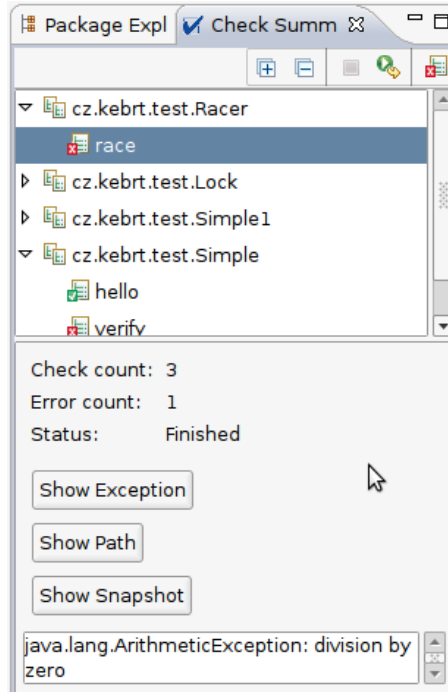 Package Expl
Check Summ
cz.kebrt.test.Racer
race
cz.kebrt.test.Lock
cz.kebrt.test.Simple1
cz.kebrt.test.Simple
hello
verify
Check count: 3
Error count: 1
Status: Finished
Show Exception
Show Path
Show Snapshot
java.lang.ArithmeticException: division by
zero